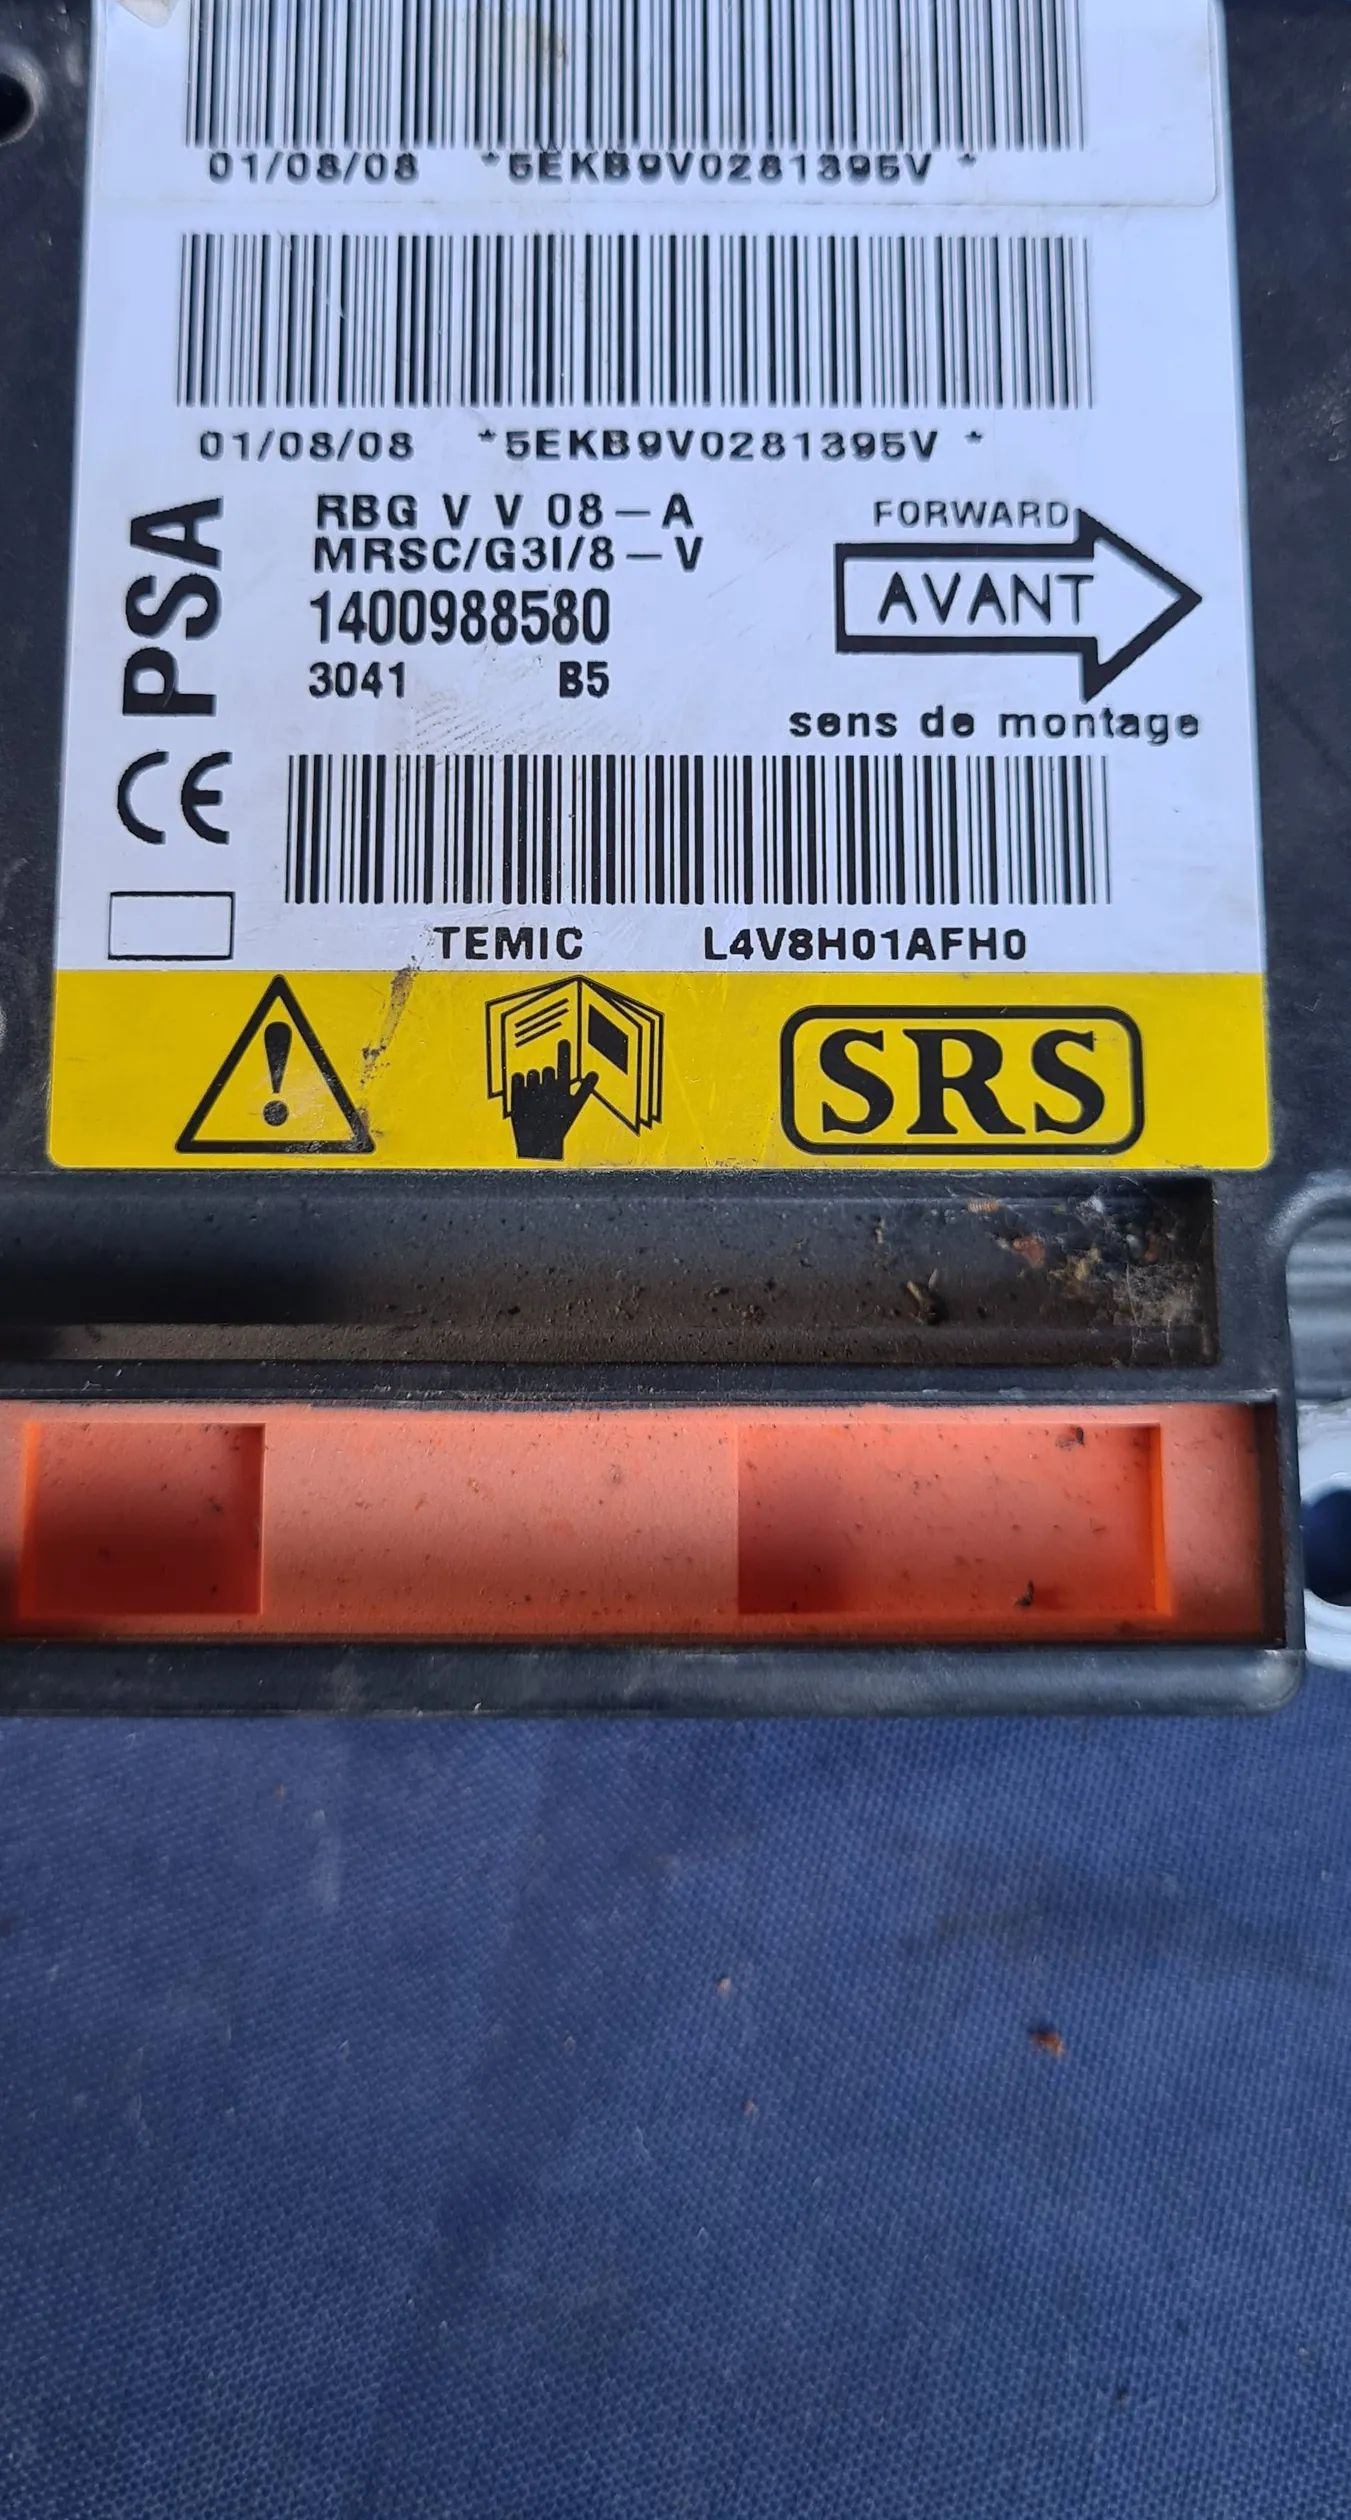 01/08/08 *5EKB9V0281395V *
01/08/08 *5EKB9V0281395V *
PSA
RBG V V 08-A
MRSC/G3I/8-V
1400988580
3041 B5
FORWARD
AVANT
sens de montage
CE
TEMIC L4V8H01AFH0
SRS